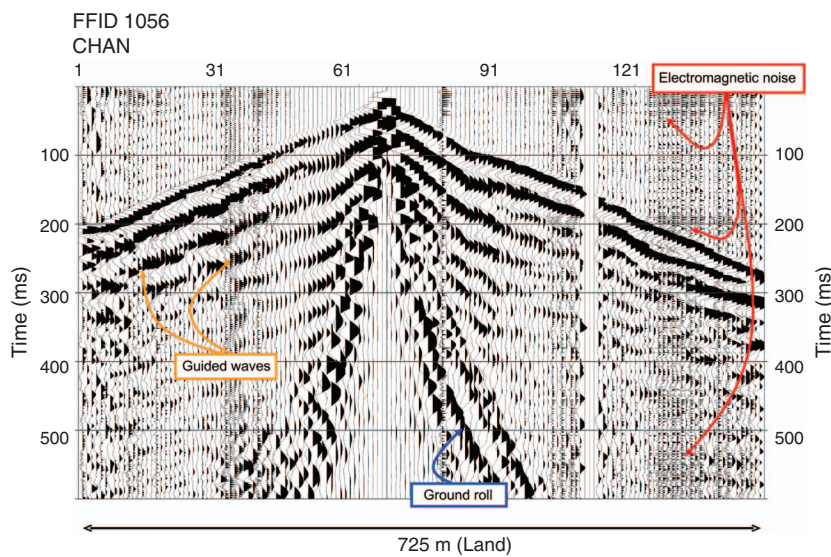 FFID 1056
CHAN
1 31 61 91 121
Electromagnetic noise
100 100
200 200
300 300
400 400
500 500
Time (ms) Time (ms)
Guided waves
Ground roll
725 m (Land)